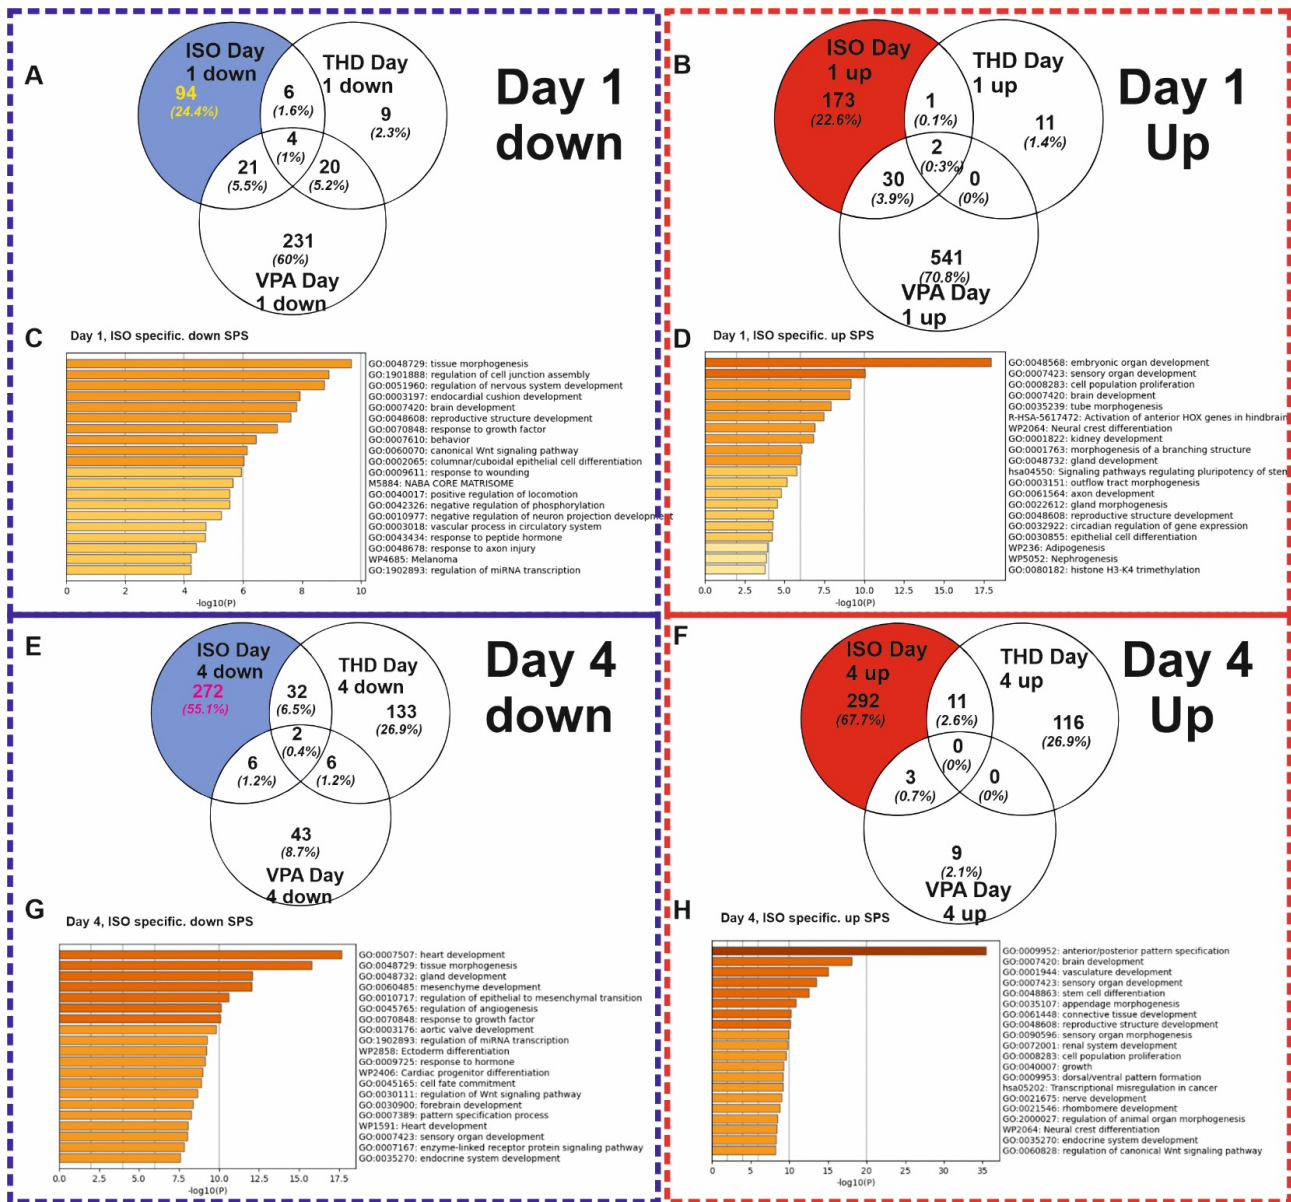 A
ISO Day
1 down
94
(24.4%)
THD Day
1 down
6
(1.6%)
9
(2.3%)
4
(1%)
21
(5.5%)
20
(5.2%)
231
(60%)
VPA Day
1 down
Day 1
down
B
ISO Day
1 up
173
(22.6%)
THD Day
1 up
1
(0.1%)
11
(1.4%)
2
(0:3%)
30
(3.9%)
0
(0%)
541
(70.8%)
VPA Day
1 up
Day 1
Up
C
Day 1, ISO specific. down SPS
GO:0048729: tissue morphogenesis
GO:1901888: regulation of cell junction assembly
GO:0051960: regulation of nervous system development
GO:0003197: endocardial cushion development
GO:0007420: brain development
GO:0048608: reproductive structure development
GO:0070848: response to growth factor
GO:0007610: behavior
GO:0060070: canonical Wnt signaling pathway
GO:0002065: columnar/cuboidal epithelial cell differentiation
GO:0009611: response to wounding
M5884: NABA CORE MATRISOME
GO:0040017: positive regulation of locomotion
GO:0042326: negative regulation of phosphorylation
GO:0010977: negative regulation of neuron projection development
GO:0003018: vascular process in circulatory system
GO:0043434: response to peptide hormone
GO:0048678: response to axon injury
WP4685: Melanoma
GO:1902893: regulation of miRNA transcription
0 2 4 6 8 10
-log10(P)
D
Day 1, ISO specific. up SPS
GO:0048568: embryonic organ development
GO:0007423: sensory organ development
GO:0008283: cell population proliferation
GO:0007420: brain development
GO:0035239: tube morphogenesis
R-HSA-5617472: Activation of anterior HOX genes in hindbrain
WP2064: Neural crest differentiation
GO:0001822: kidney development
GO:0001763: morphogenesis of a branching structure
GO:0048732: gland development
hsa04550: Signaling pathways regulating pluripotency of stem
GO:0003151: outflow tract morphogenesis
GO:0061564: axon development
GO:0022612: gland morphogenesis
GO:0048608: reproductive structure development
GO:0032922: circadian regulation of gene expression
GO:0030855: epithelial cell differentiation
WP236: Adipogenesis
WP5052: Nephrogenesis
GO:0080182: histone H3-K4 trimethylation
0.0 2.5 5.0 7.5 10.0 12.5 15.0 17.5
-log10(P)
E
ISO Day
4 down
272
(55.1%)
THD Day
4 down
32
(6.5%)
133
(26.9%)
2
(0.4%)
6
(1.2%)
6
(1.2%)
43
(8.7%)
VPA Day
4 down
Day 4
down
F
ISO Day
4 up
292
(67.7%)
THD Day
4 up
11
(2.6%)
116
(26.9%)
0
(0%)
3
(0.7%)
0
(0%)
9
(2.1%)
VPA Day
4 up
Day 4
Up
G
Day 4, ISO specific. down SPS
GO:0007507: heart development
GO:0048729: tissue morphogenesis
GO:0048732: gland development
GO:0060485: mesenchyme development
GO:0010717: regulation of epithelial to mesenchymal transition
GO:0045765: regulation of angiogenesis
GO:0070848: response to growth factor
GO:0003176: aortic valve development
GO:1902893: regulation of miRNA transcription
WP2858: Ectoderm differentiation
GO:0009725: response to hormone
WP2406: Cardiac progenitor differentiation
GO:0045165: cell fate commitment
GO:0030111: regulation of Wnt signaling pathway
GO:0030900: forebrain development
GO:0007389: pattern specification process
WP1591: Heart development
GO:0007423: sensory organ development
GO:0007167: enzyme-linked receptor protein signaling pathway
GO:0035270: endocrine system development
0.0 2.5 5.0 7.5 10.0 12.5 15.0 17.5
-log10(P)
H
Day 4, ISO specific. up SPS
GO:0009952: anterior/posterior pattern specification
GO:0007420: brain development
GO:0001944: vasculature development
GO:0007423: sensory organ development
GO:0048863: stem cell differentiation
GO:0035107: appendage morphogenesis
GO:0061448: connective tissue development
GO:0048608: reproductive structure development
GO:0090596: sensory organ morphogenesis
GO:0072001: renal system development
GO:0008283: cell population proliferation
GO:0040007: growth
GO:0009953: dorsal/ventral pattern formation
hsa05202: Transcriptional misregulation in cancer
GO:0021675: nerve development
GO:0021546: rhombomere development
GO:2000027: regulation of animal organ morphogenesis
WP2064: Neural crest differentiation
GO:0035270: endocrine system development
GO:0060828: regulation of canonical Wnt signaling pathway
0 5 10 15 20 25 30 35
-log10(P)